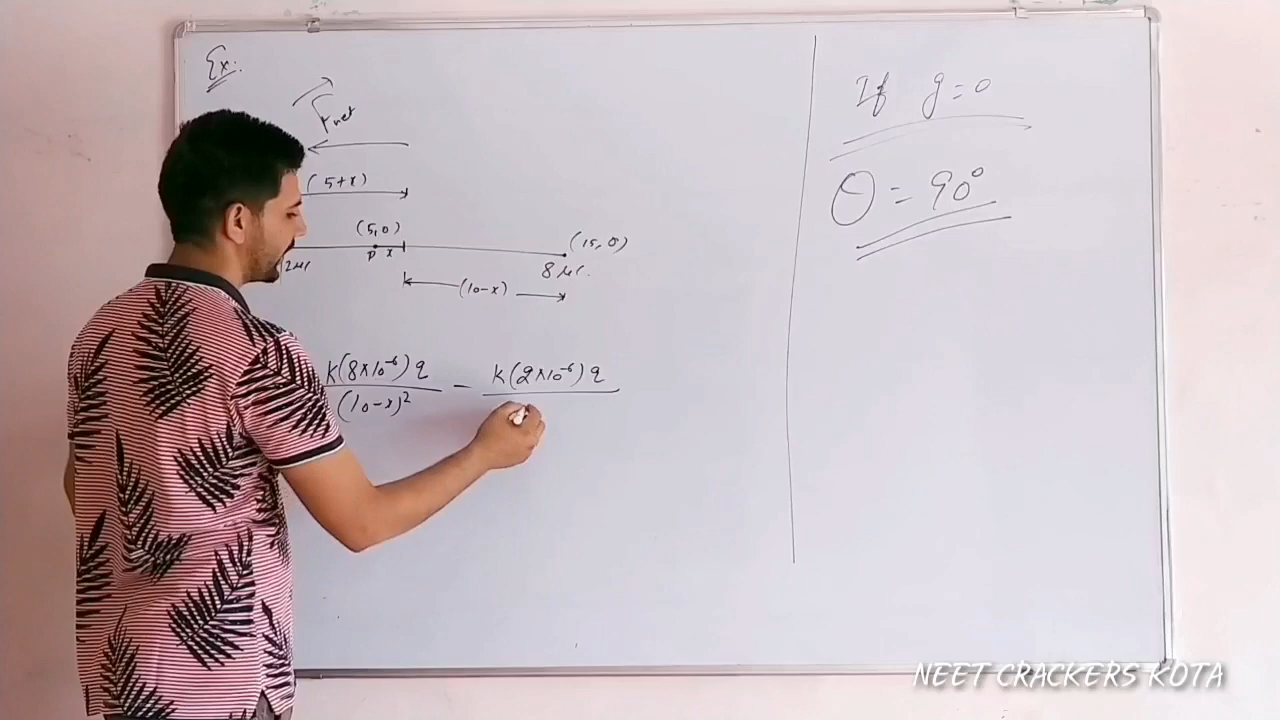 Ex:
Fnet
(5+x)
(5,0)
(15,0)
2μC
P x
8μC.
(10-x)
K(8×10⁻⁶)q - K(2×10⁻⁶)q
(10-x)²
If g=0
θ = 90°
NEET CRACKERS KOTA